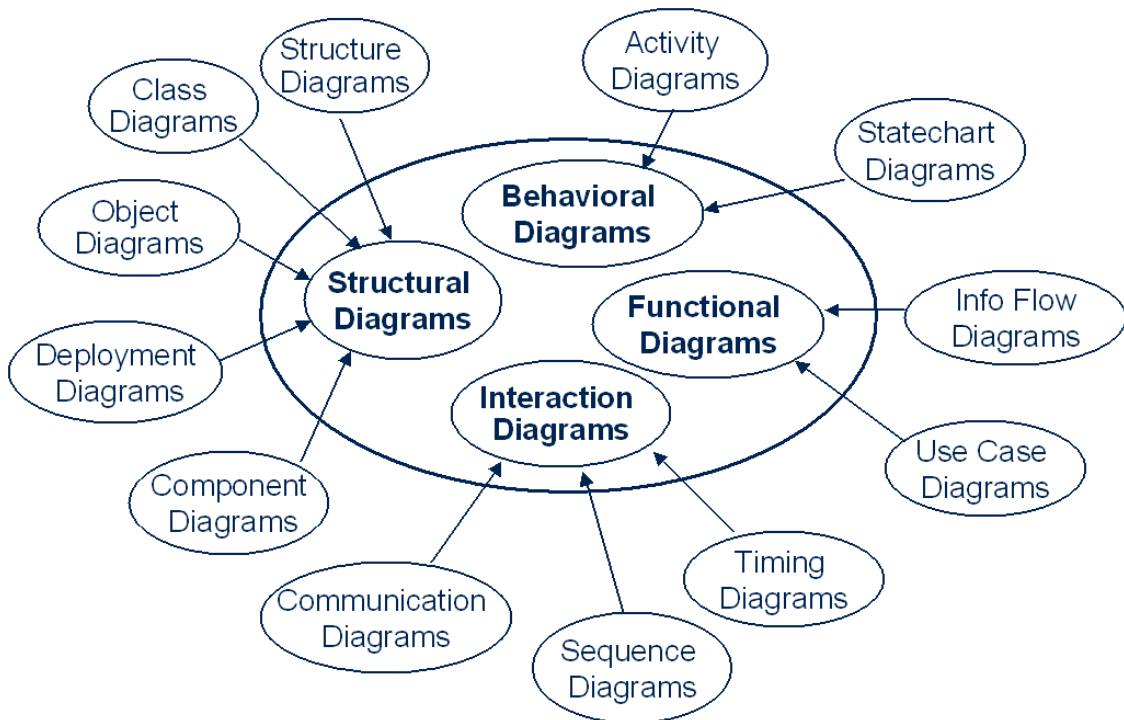 Structure
Diagrams
Activity
Diagrams
Class
Diagrams
Statechart
Diagrams
Behavioral
Diagrams
Object
Diagrams
Structural
Diagrams
Functional
Diagrams
Info Flow
Diagrams
Deployment
Diagrams
Interaction
Diagrams
Use Case
Diagrams
Component
Diagrams
Timing
Diagrams
Communication
Diagrams
Sequence
Diagrams